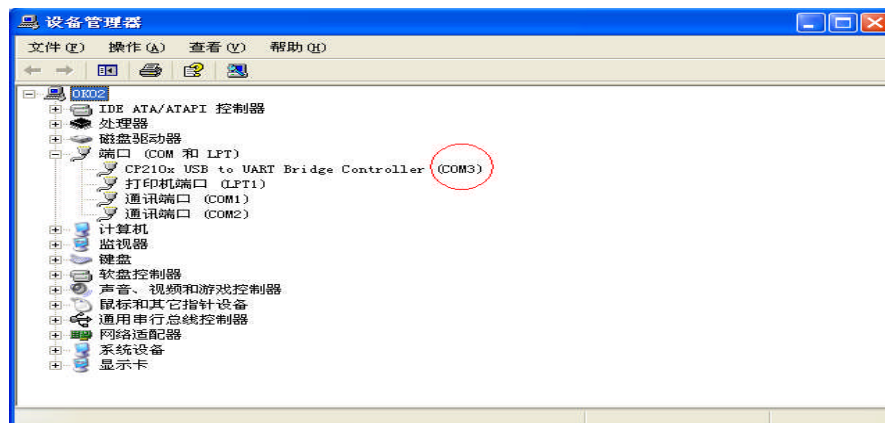 设备管理器
文件(F) 操作(A) 查看(V) 帮助(H)
OKO2
IDE ATA/ATAPI 控制器
处理器
磁盘驱动器
端口 (COM 和 LPT)
CP210x USB to UART Bridge Controller (COM3)
打印机端口 (LPT1)
通讯端口 (COM1)
通讯端口 (COM2)
计算机
监视器
键盘
软盘控制器
声音、视频和游戏控制器
鼠标和其它指针设备
通用串行总线控制器
网络适配器
系统设备
显示卡